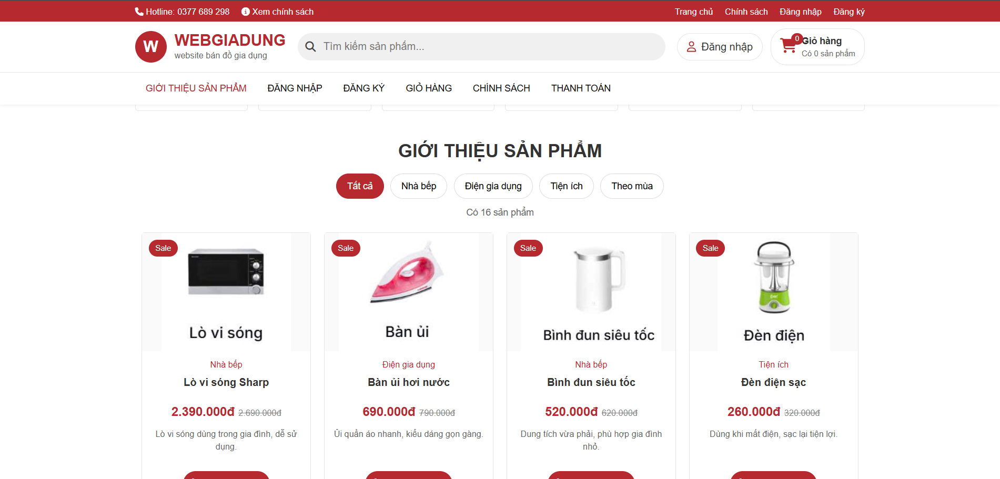 Hotline: 0377 689 298 Xem chính sách Trang chủ Chính sách Đăng nhập Đăng ký
W
WEBGIADUNG
website bán đồ gia dụng
Tìm kiếm sản phẩm...
Đăng nhập
0
Giỏ hàng
Có 0 sản phẩm
GIỚI THIỆU SẢN PHẨM ĐĂNG NHẬP ĐĂNG KÝ GIỎ HÀNG CHÍNH SÁCH THANH TOÁN
GIỚI THIỆU SẢN PHẨM
Tất cả Nhà bếp Điện gia dụng Tiện ích Theo mùa
Có 16 sản phẩm
Sale
Lò vi sóng
Nhà bếp
Lò vi sóng Sharp
2.390.000đ 2.690.000đ
Lò vi sóng dùng trong gia đình, dễ sử
dụng.
Sale
Bàn ủi
Điện gia dụng
Bàn ủi hơi nước
690.000đ 790.000đ
Ủi quần áo nhanh, kiểu dáng gọn gàng.
Sale
Bình đun siêu tốc
Nhà bếp
Bình đun siêu tốc
520.000đ 620.000đ
Dung tích vừa phải, phù hợp gia đình
nhỏ.
Sale
Đèn điện
Tiện ích
Đèn điện sạc
260.000đ 320.000đ
Dùng khi mất điện, sạc lại tiện lợi.